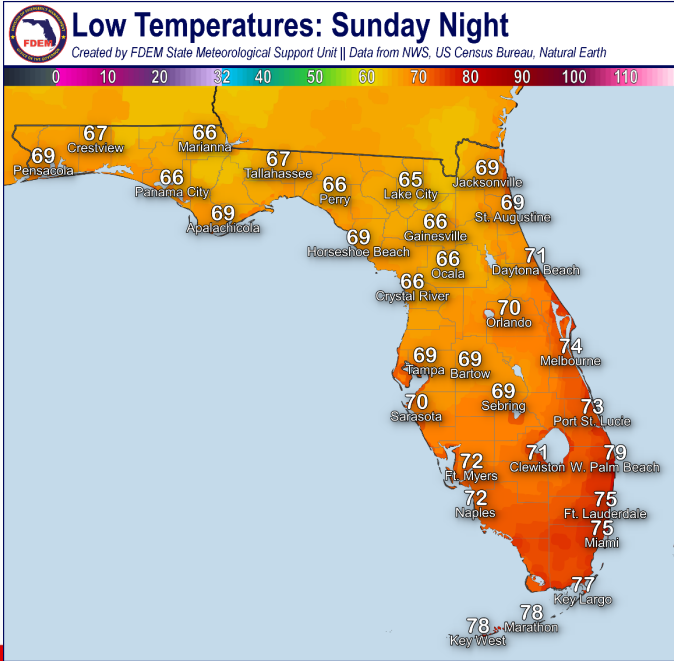 Low Temperatures: Sunday Night
Created by FDEM State Meteorological Support Unit || Data from NWS, US Census Bureau, Natural Earth
FDEM
0 10 20 32 40 50 60 70 80 90 100 110
67
Crestview
66
Marianna
69
Pensacola
67
Tallahassee
66
Panama City
66
Perry
65
Lake City
69
Jacksonville
69
Apalachicola
69
St. Augustine
66
Gainesville
69
Horseshoe Beach
66
Ocala
71
Daytona Beach
66
Crystal River
70
Orlando
74
Melbourne
69
Tampa
69
Bartow
69
Sebring
70
Sarasota
73
Port St. Lucie
71
Clewiston
79
W. Palm Beach
72
Ft. Myers
72
Naples
75
Ft. Lauderdale
75
Miami
77
Key Largo
78
Marathon
78
Key West